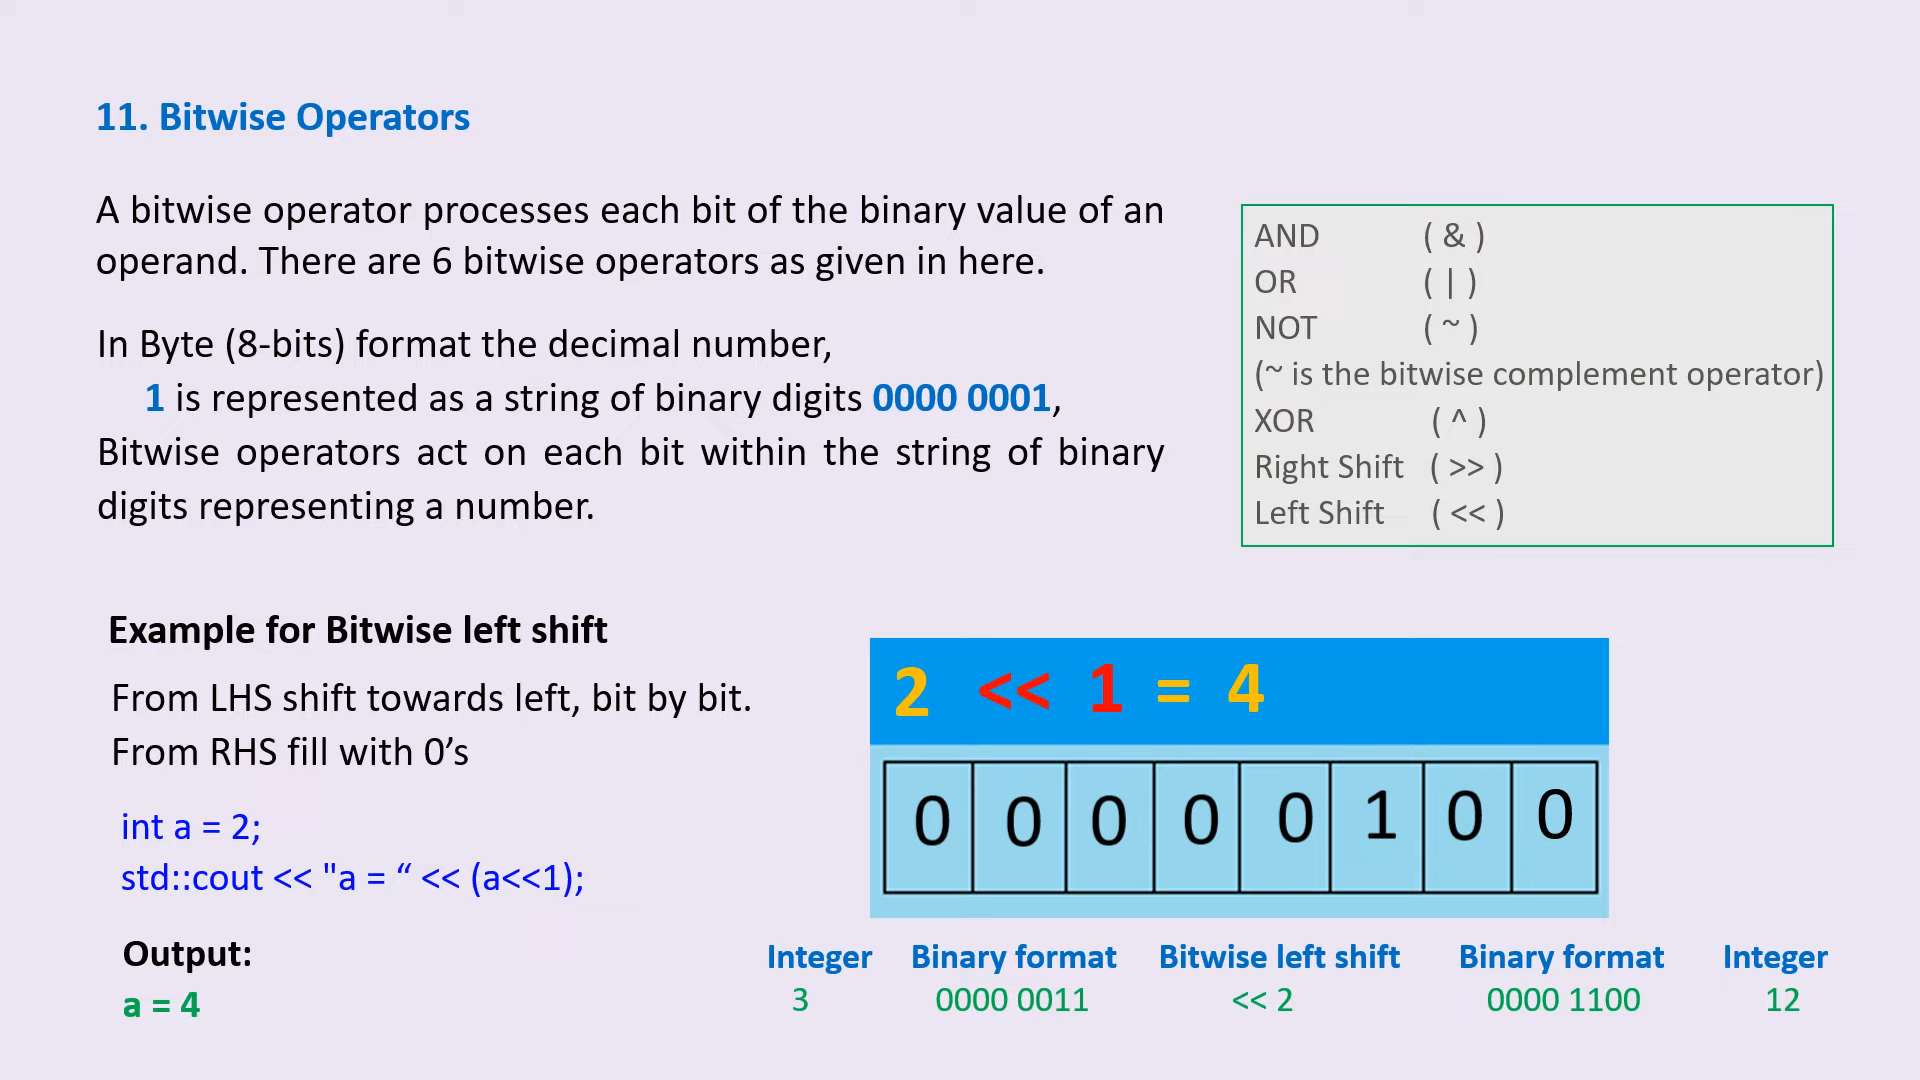 11. Bitwise Operators
A bitwise operator processes each bit of the binary value of an
operand. There are 6 bitwise operators as given in here.
In Byte (8-bits) format the decimal number,
1 is represented as a string of binary digits 0000 0001,
Bitwise operators act on each bit within the string of binary
digits representing a number.
AND ( & )
OR ( | )
NOT ( ~ )
(~ is the bitwise complement operator)
XOR ( ^ )
Right Shift ( >> )
Left Shift ( << )
Example for Bitwise left shift
From LHS shift towards left, bit by bit.
From RHS fill with 0’s
int a = 2;
std::cout << "a = “ << (a<<1);
Output:
a = 4
2 << 1 = 4
0 0 0 0 0 1 0 0
Integer Binary format Bitwise left shift Binary format Integer
3 0000 0011 << 2 0000 1100 12